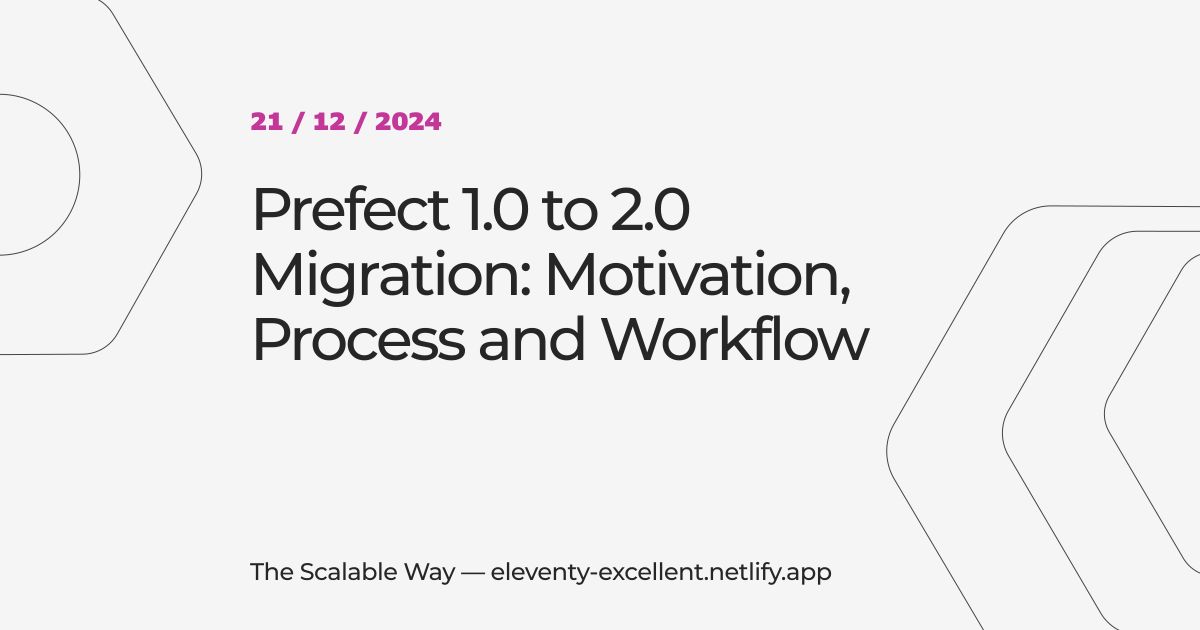 21 / 12 / 2024
Prefect 1.0 to 2.0
Migration: Motivation,
Process and Workflow
The Scalable Way — eleventy-excellent.netlify.app